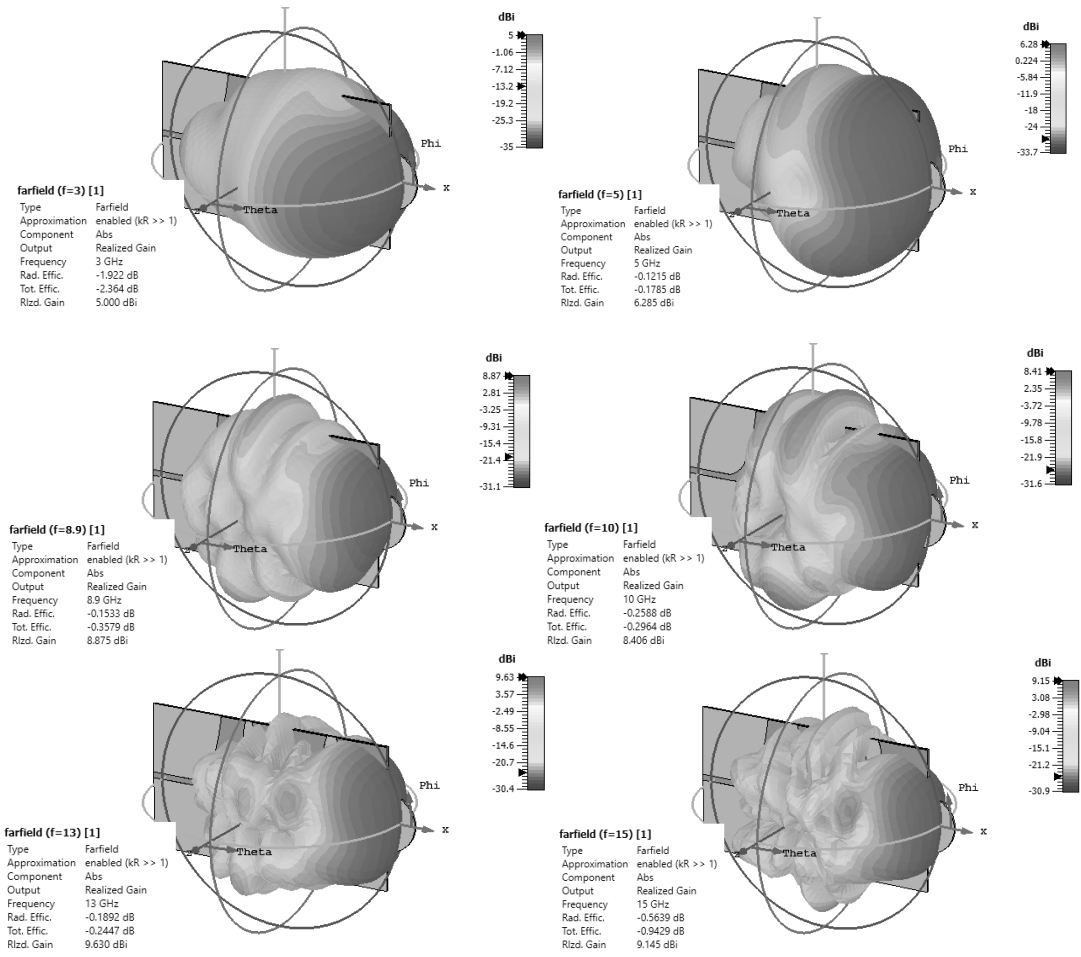 dBi
5
-1.06
-7.12
-13.2
-19.2
-25.3
-35
Phi
x
z
Theta
farfield (f=3) [1]
Type Farfield
Approximation enabled (kR >> 1)
Component Abs
Output Realized Gain
Frequency 3 GHz
Rad. Effic. -1.922 dB
Tot. Effic. -2.364 dB
Rlzd. Gain 5.000 dBi
dBi
6.28
0.224
-5.84
-11.9
-18
-24
-33.7
Phi
x
z
Theta
farfield (f=5) [1]
Type Farfield
Approximation enabled (kR >> 1)
Component Abs
Output Realized Gain
Frequency 5 GHz
Rad. Effic. -0.1215 dB
Tot. Effic. -0.1785 dB
Rlzd. Gain 6.285 dBi
dBi
8.87
2.81
-3.25
-9.31
-15.4
-21.4
-31.1
Phi
x
z
Theta
farfield (f=8.9) [1]
Type Farfield
Approximation enabled (kR >> 1)
Component Abs
Output Realized Gain
Frequency 8.9 GHz
Rad. Effic. -0.1533 dB
Tot. Effic. -0.3579 dB
Rlzd. Gain 8.875 dBi
dBi
8.41
2.35
-3.72
-9.78
-15.8
-21.9
-31.6
Phi
x
z
Theta
farfield (f=10) [1]
Type Farfield
Approximation enabled (kR >> 1)
Component Abs
Output Realized Gain
Frequency 10 GHz
Rad. Effic. -0.2588 dB
Tot. Effic. -0.2964 dB
Rlzd. Gain 8.406 dBi
dBi
9.63
3.57
-2.49
-8.55
-14.6
-20.7
-30.4
Phi
x
z
Theta
farfield (f=13) [1]
Type Farfield
Approximation enabled (kR >> 1)
Component Abs
Output Realized Gain
Frequency 13 GHz
Rad. Effic. -0.1892 dB
Tot. Effic. -0.2447 dB
Rlzd. Gain 9.630 dBi
dBi
9.15
3.08
-2.98
-9.04
-15.1
-21.2
-30.9
Phi
x
z
Theta
farfield (f=15) [1]
Type Farfield
Approximation enabled (kR >> 1)
Component Abs
Output Realized Gain
Frequency 15 GHz
Rad. Effic. -0.5639 dB
Tot. Effic. -0.9429 dB
Rlzd. Gain 9.145 dBi